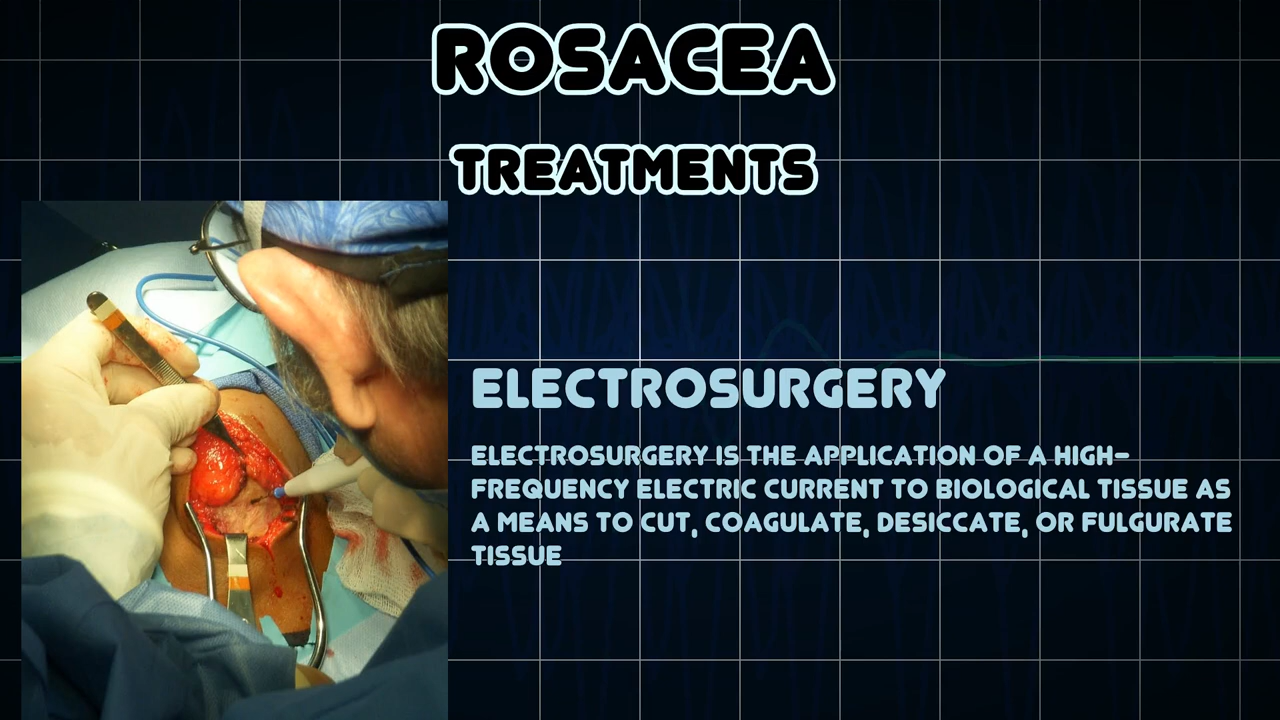 ROSACEA
TREATMENTS
ELECTROSURGERY
ELECTROSURGERY IS THE APPLICATION OF A HIGH-
FREQUENCY ELECTRIC CURRENT TO BIOLOGICAL TISSUE AS
A MEANS TO CUT, COAGULATE, DESICCATE, OR FULGURATE
TISSUE